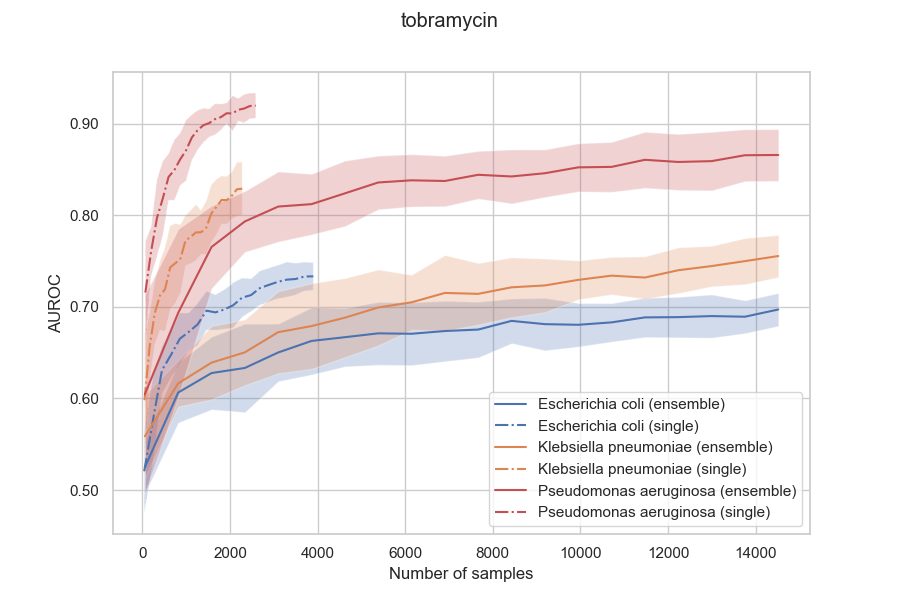 tobramycin
AUROC
0.90
0.80
0.70
0.60
0.50
Escherichia coli (ensemble)
Escherichia coli (single)
Klebsiella pneumoniae (ensemble)
Klebsiella pneumoniae (single)
Pseudomonas aeruginosa (ensemble)
Pseudomonas aeruginosa (single)
0 2000 4000 6000 8000 10000 12000 14000
Number of samples